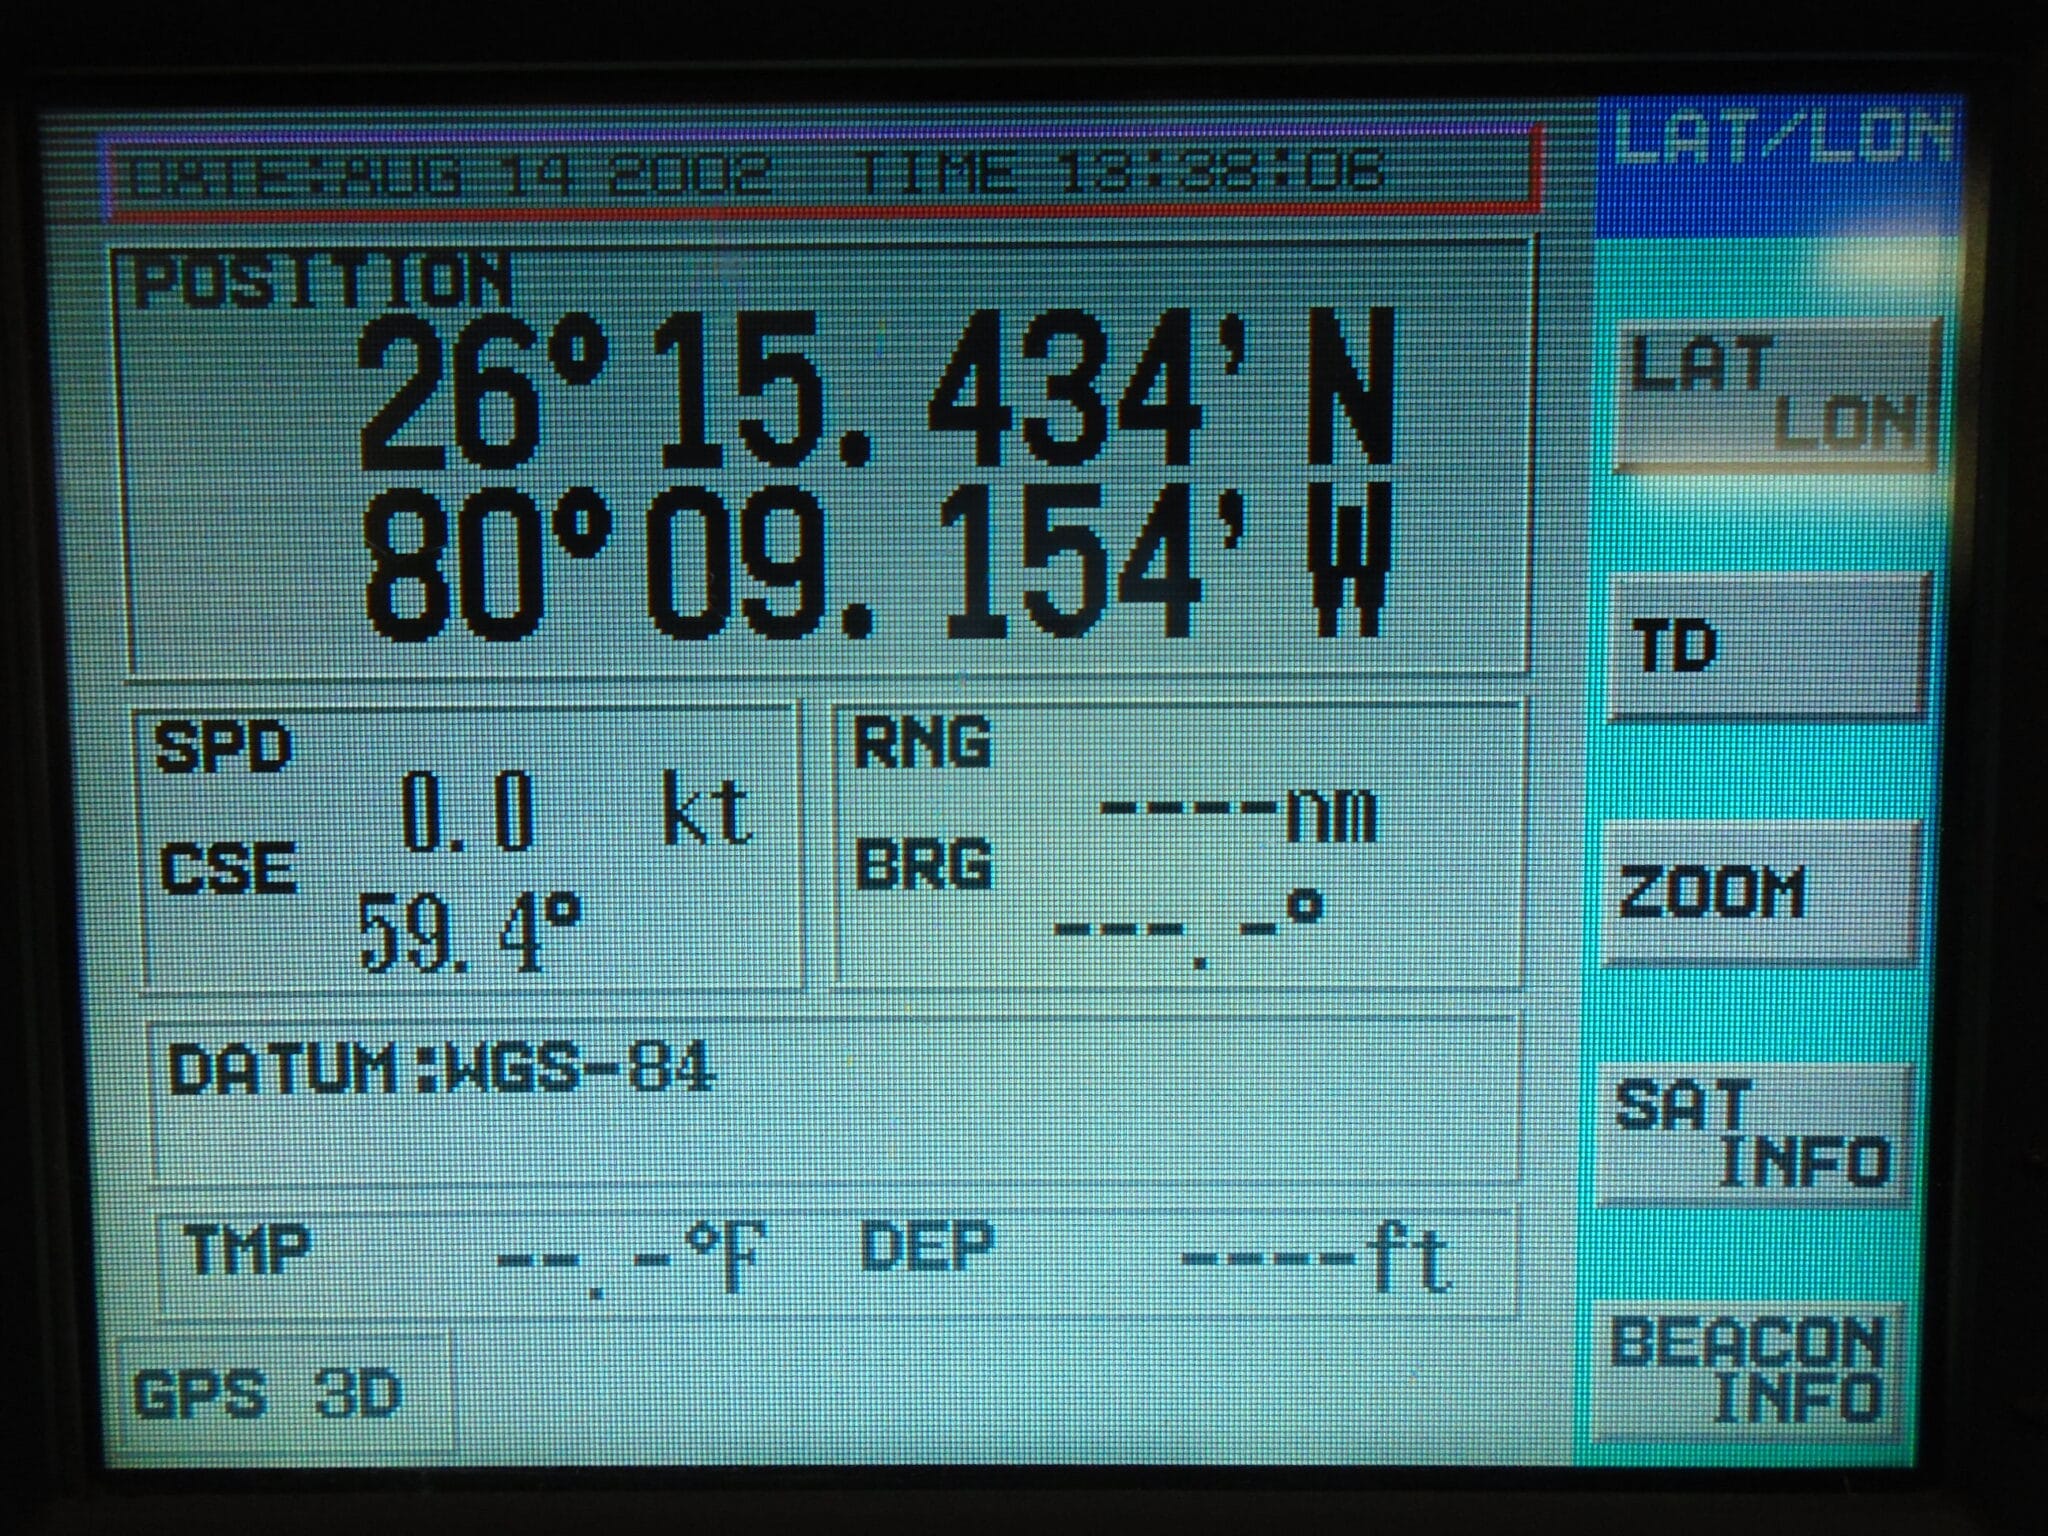 DATE:AUG 14 2002 TIME 13:38:06
LAT/LON
POSITION
26°15.434' N
80°09.154' W
LAT
LON
TD
SPD
0.0 kt
CSE
59.4°
RNG
----nm
BRG
---.-°
ZOOM
DATUM:WGS-84
SAT
INFO
TMP --.-°F DEP ----ft
BEACON
INFO
GPS 3D